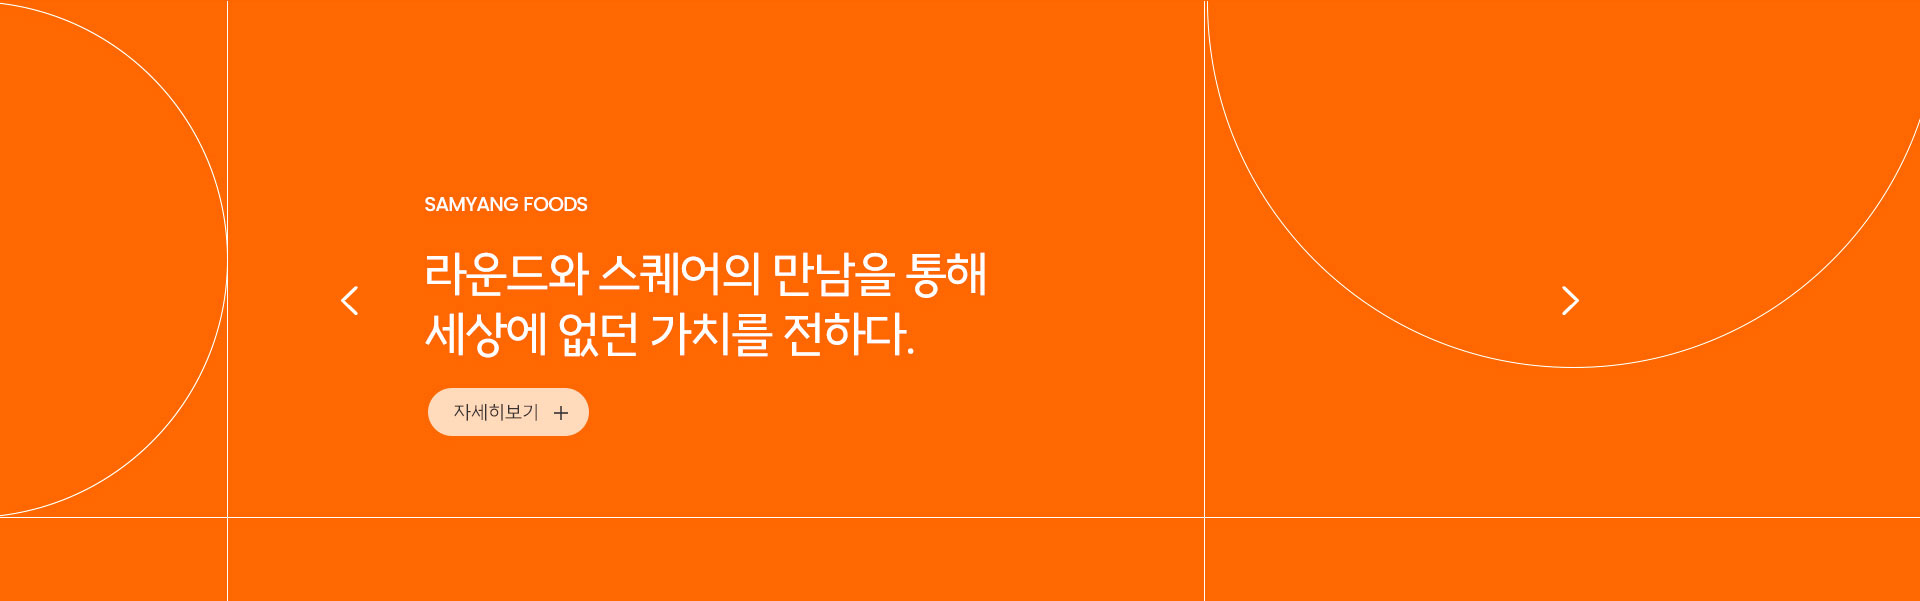 SAMYANG FOODS
라운드와 스퀘어의 만남을 통해
세상에 없던 가치를 전하다.
자세히보기 +